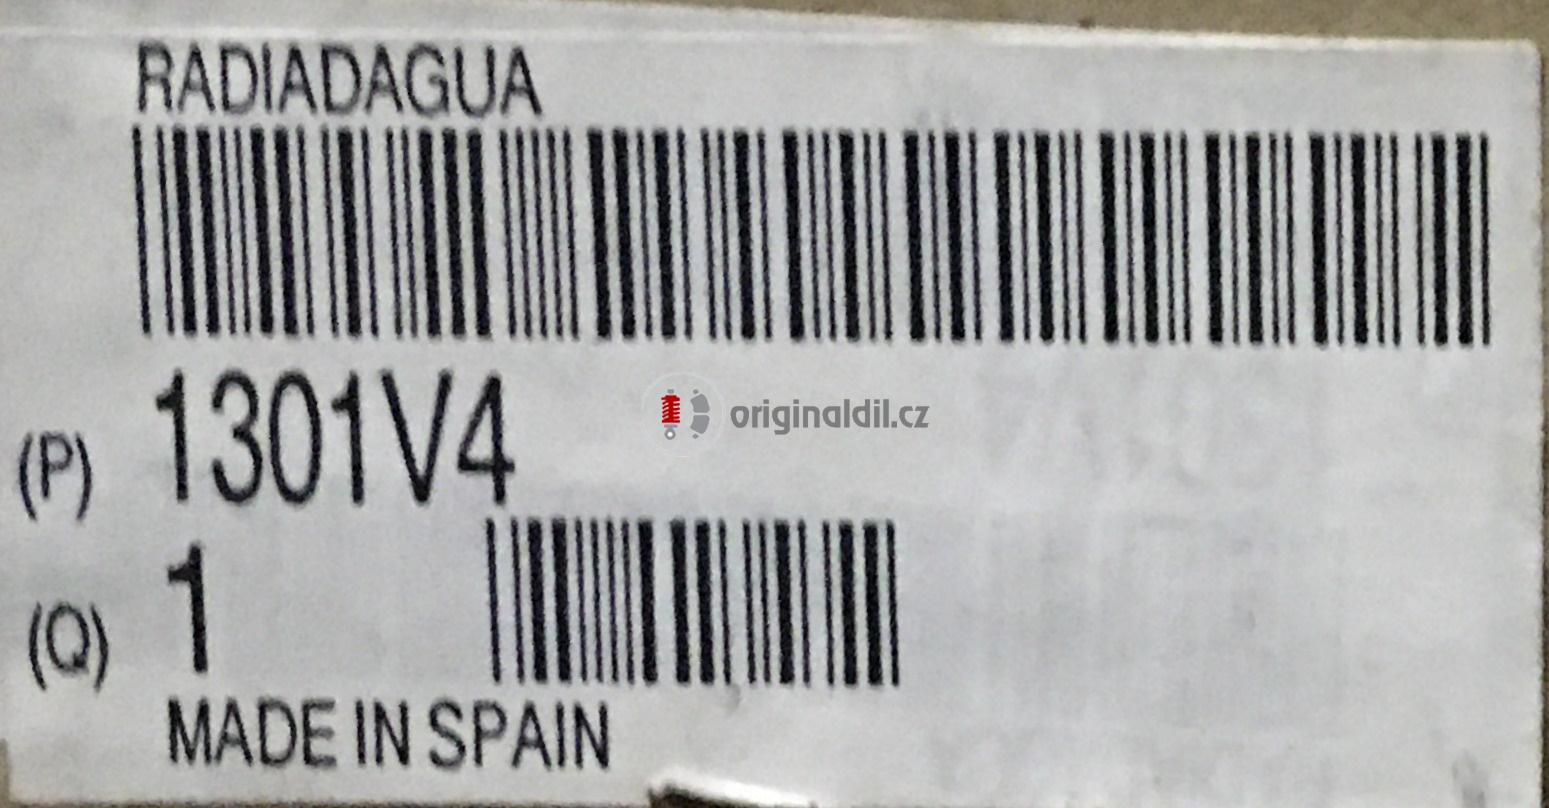 RADIADAGUA
(P) 1301V4
originaldil.cz
(Q) 1
MADE IN SPAIN